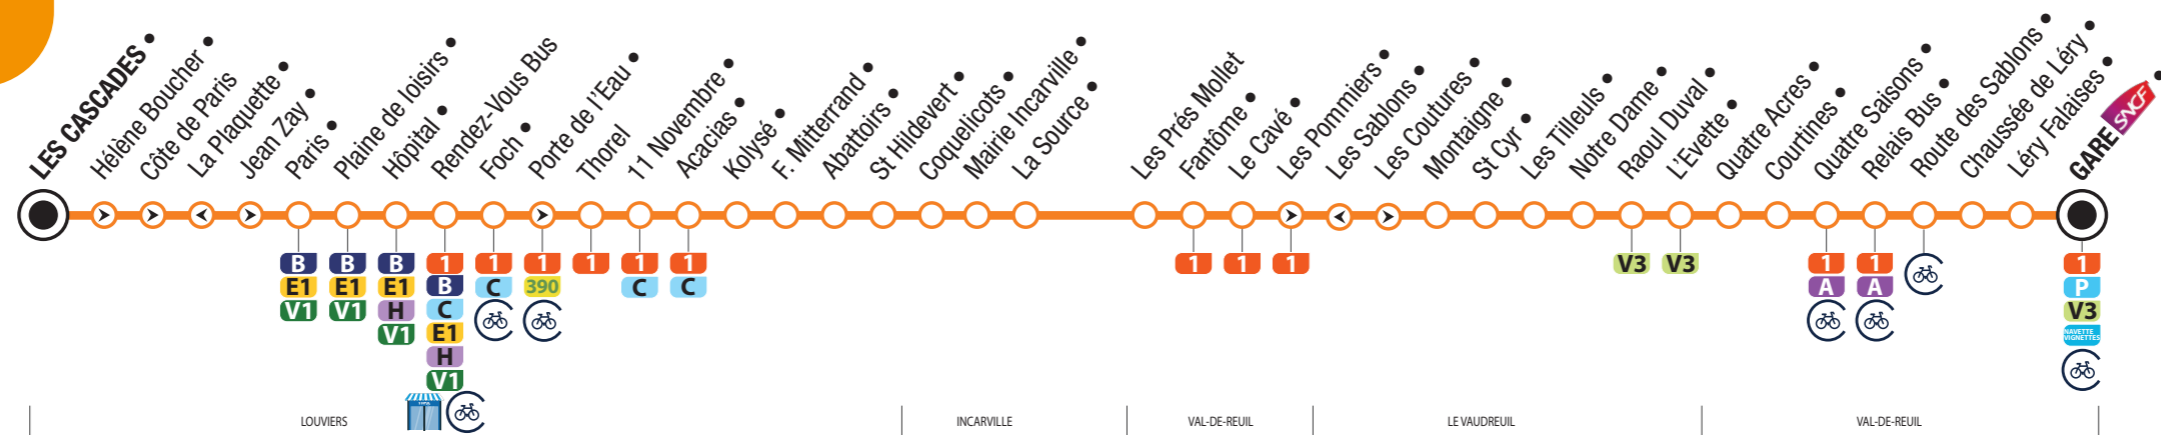 LES CASCADES •
Hélène Boucher •
Côte de Paris
La Plaquette •
Jean Zay •
Paris •
Plaine de loisirs •
Hôpital •
Rendez-Vous Bus
Foch •
Porte de l'Eau •
Thorel
11 Novembre •
Acacias •
Kolysé •
F. Mitterrand •
Abattoirs •
St Hildevert •
Coquelicots •
Mairie Incarville •
La Source •
Les Prés Mollet
Fantôme •
Le Cavé •
Les Pommiers •
Les Sablons •
Les Coutures •
Montaigne •
St Cyr •
Les Tilleuls •
Notre Dame •
Raoul Duval •
L'Evette •
Quatre Acres •
Courtines •
Quatre Saisons •
Relais Bus •
Route des Sablons •
Chaussée de Léry •
Léry Falaises •
GARE SNCF •
B B B 1 1 1 1 1 1 1 1 1 V3 V3 1 1 1
E1 E1 E1 B C 390 C C A A P
V1 V1 H C V3
V1 E1 NAVETTE
VIGNETTES
H
V1
LOUVIERS INCARVILLE VAL-DE-REUIL LE VAUDREUIL VAL-DE-REUIL